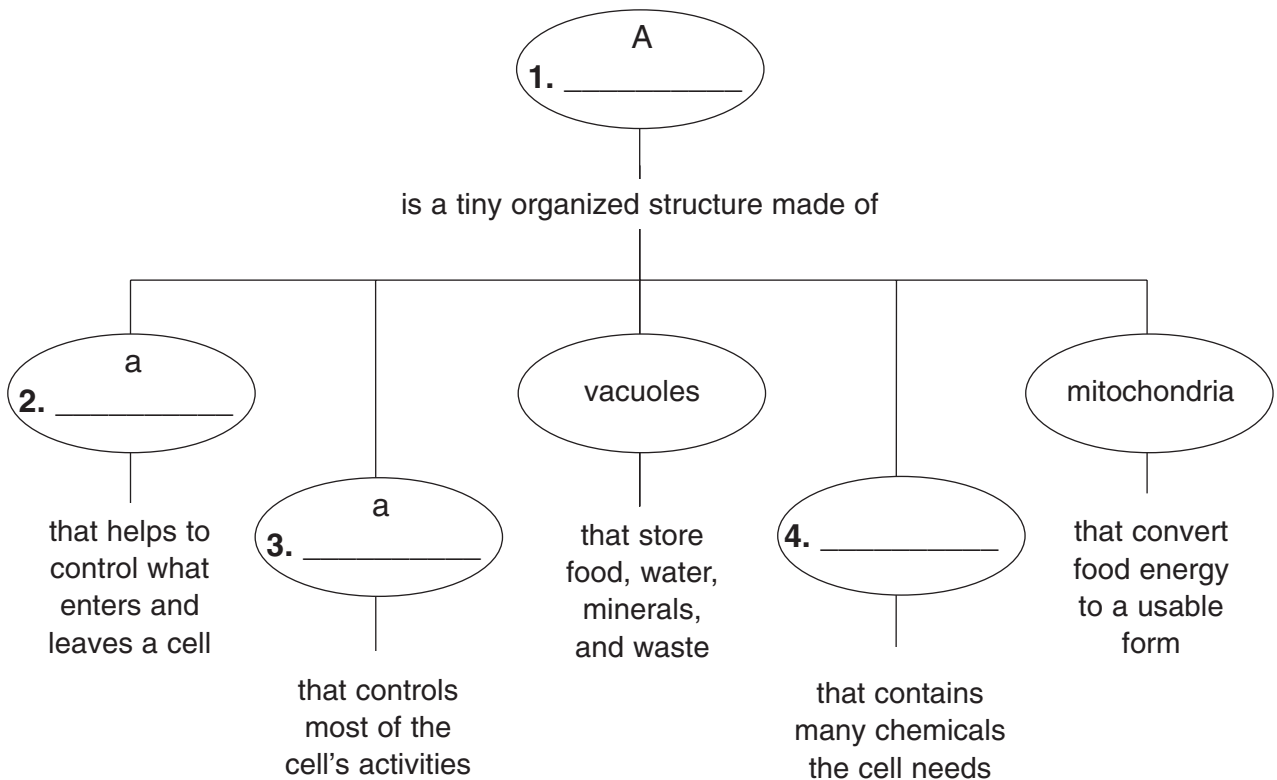 A
1. __________
is a tiny organized structure made of
a
2. __________
vacuoles
mitochondria
a
3. __________
4. __________
that helps to
control what
enters and
leaves a cell
that controls
most of the
cell's activities
that store
food, water,
minerals,
and waste
that contains
many chemicals
the cell needs
that convert
food energy
to a usable
form